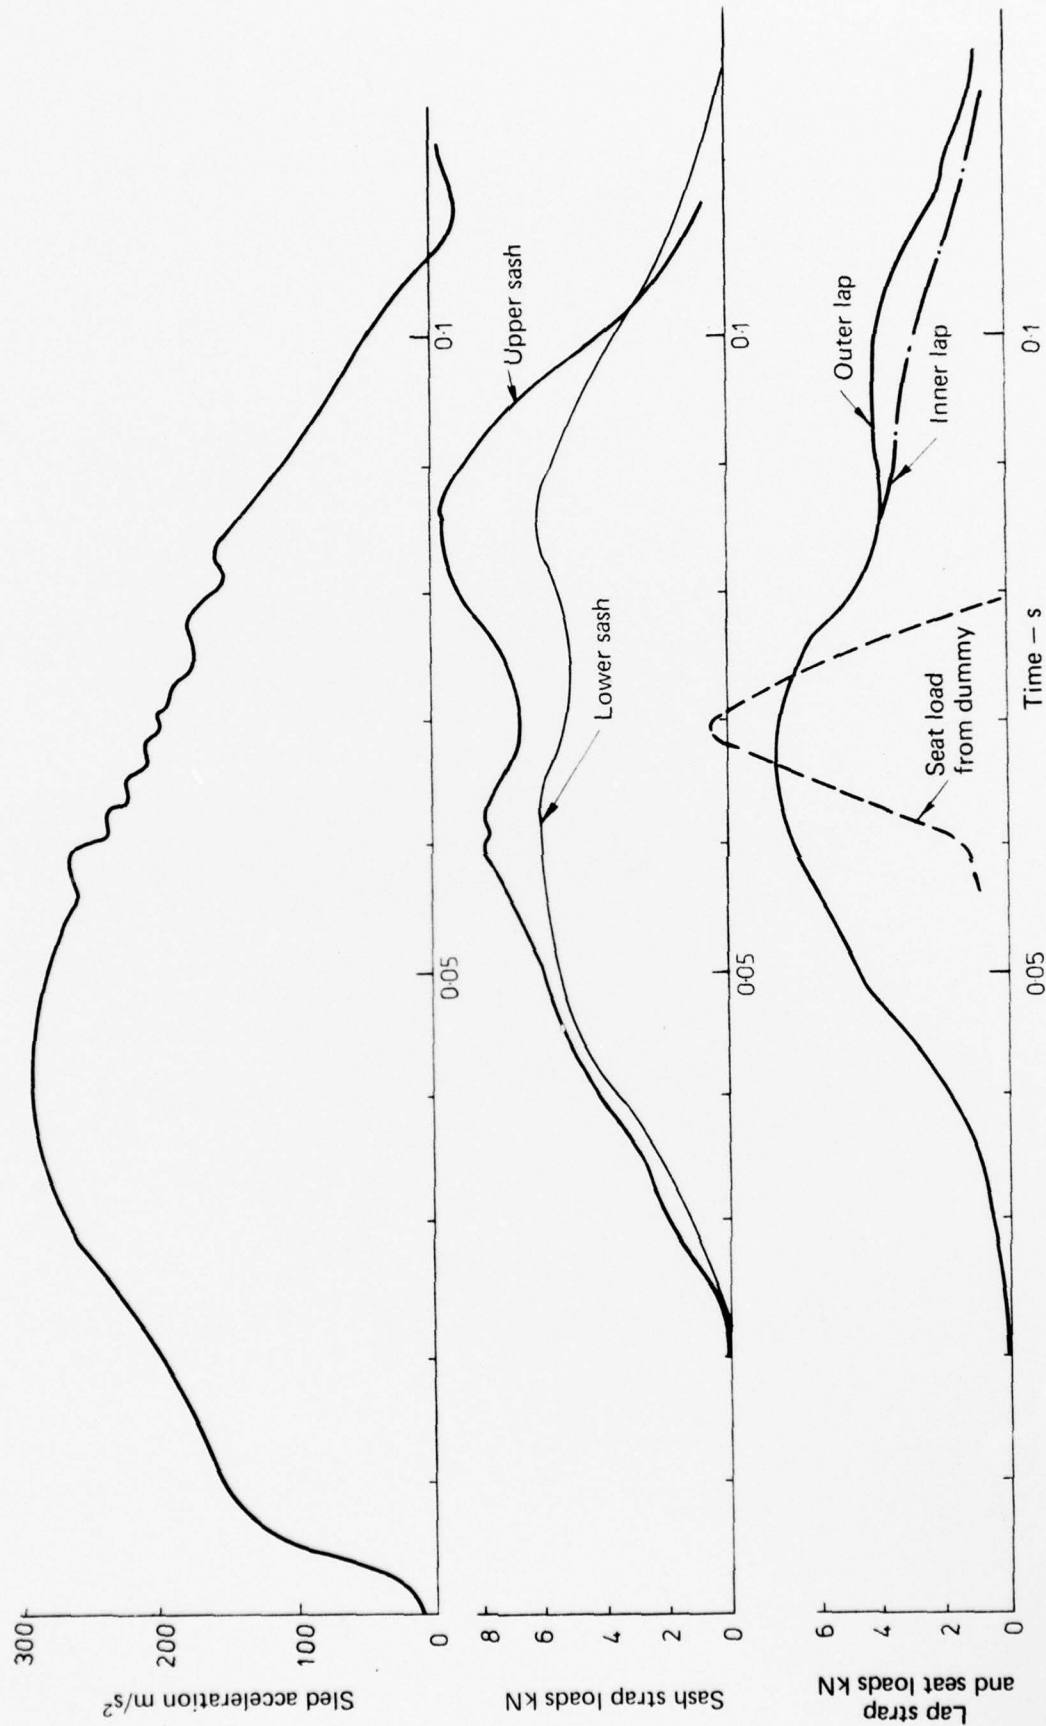 300
200
100
0
Sled acceleration m/s²
0·05
0·1
8
6
4
2
0
Sash strap loads kN
Upper sash
Lower sash
0·05
0·1
6
4
2
0
Lap strap
and seat loads kN
Outer lap
Inner lap
Seat load
from dummy
0·05
0·1
Time – s